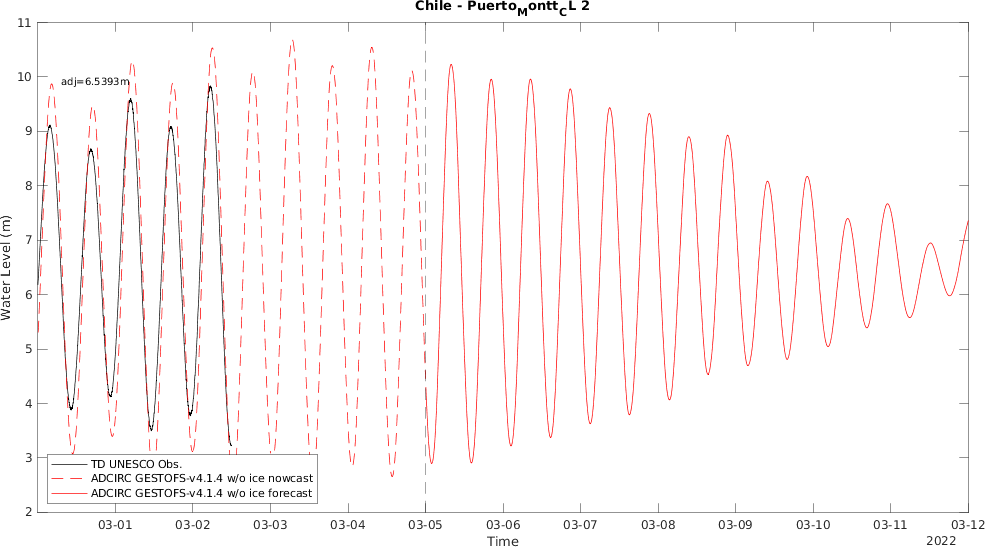 Chile - Puerto_Montt_CL 2
11
10
9
8
7
6
5
4
3
2
Water Level (m)
adj=6.5393m
TD UNESCO Obs.
ADCIRC GESTOFS-v4.1.4 w/o ice nowcast
ADCIRC GESTOFS-v4.1.4 w/o ice forecast
03-01 03-02 03-03 03-04 03-05 03-06 03-07 03-08 03-09 03-10 03-11 03-12
Time
2022